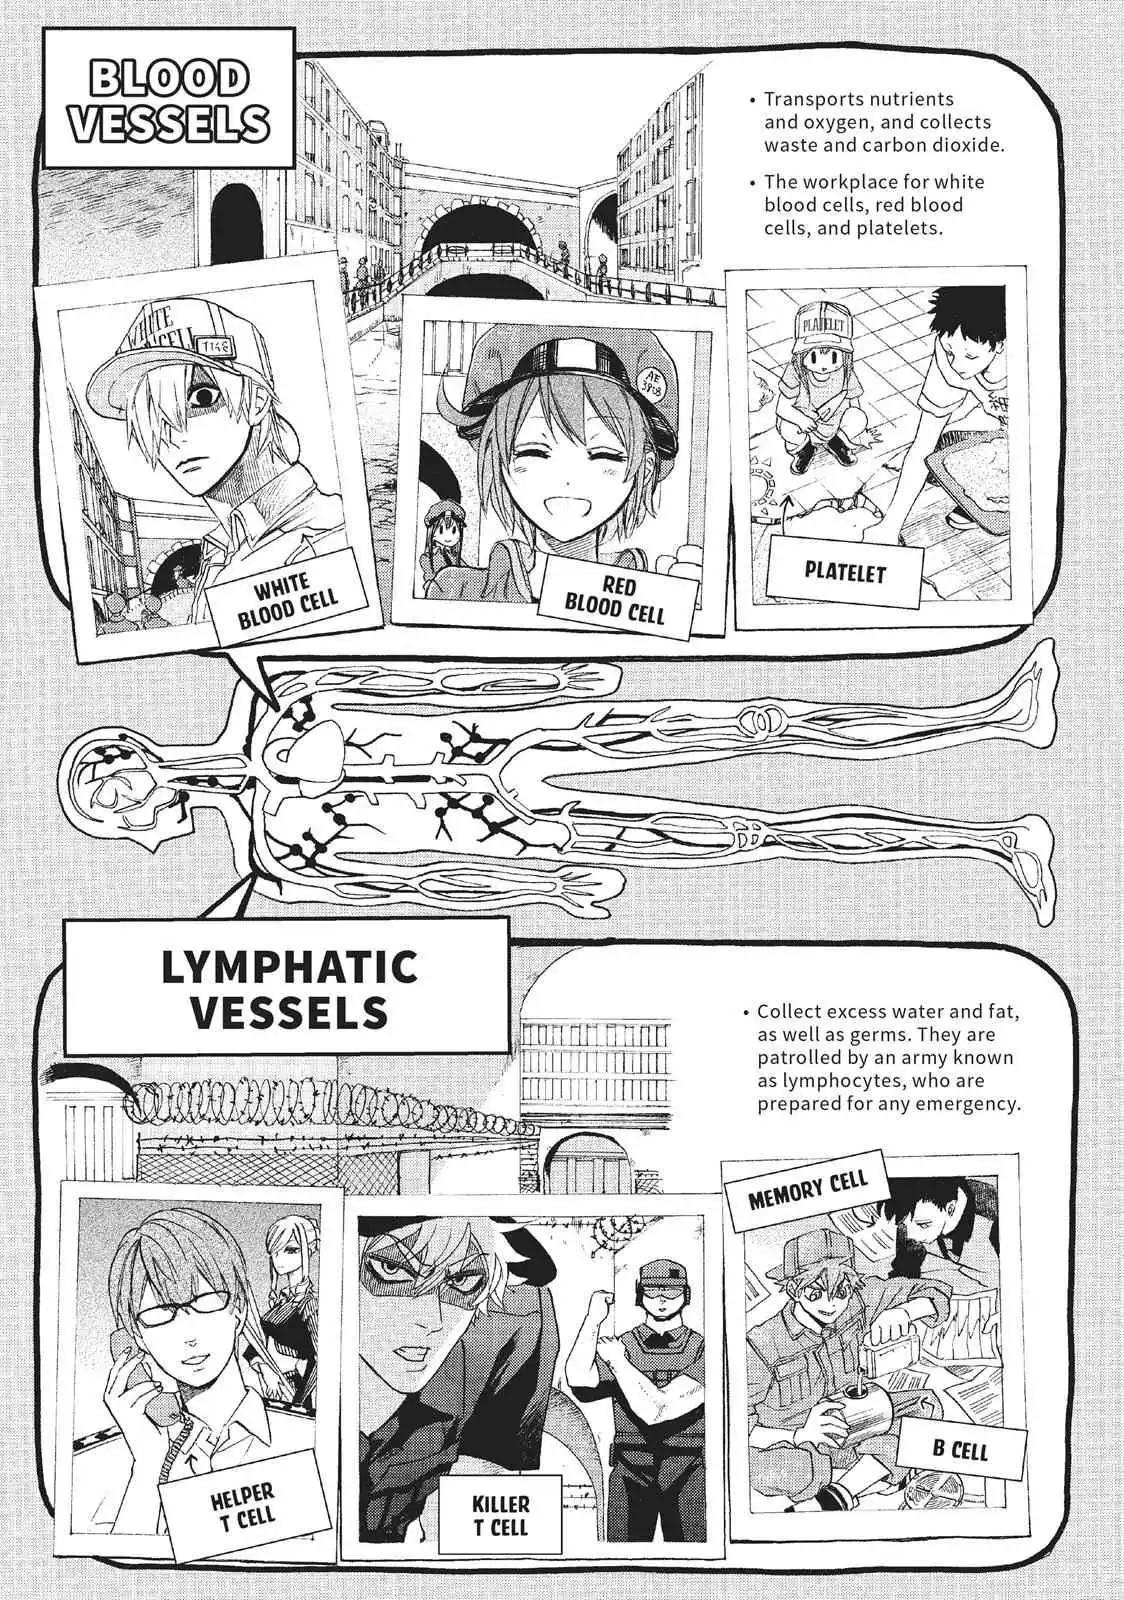 BLOOD
VESSELS
• Transports nutrients
and oxygen, and collects
waste and carbon dioxide.
• The workplace for white
blood cells, red blood
cells, and platelets.
WHITE
1146
WHITE
BLOOD CELL
AE
3803
RED
BLOOD CELL
PLATELET
細
PLATELET
LYMPHATIC
VESSELS
• Collect excess water and fat,
as well as germs. They are
patrolled by an army known
as lymphocytes, who are
prepared for any emergency.
HELPER
T CELL
KILLER
T CELL
MEMORY CELL
B CELL